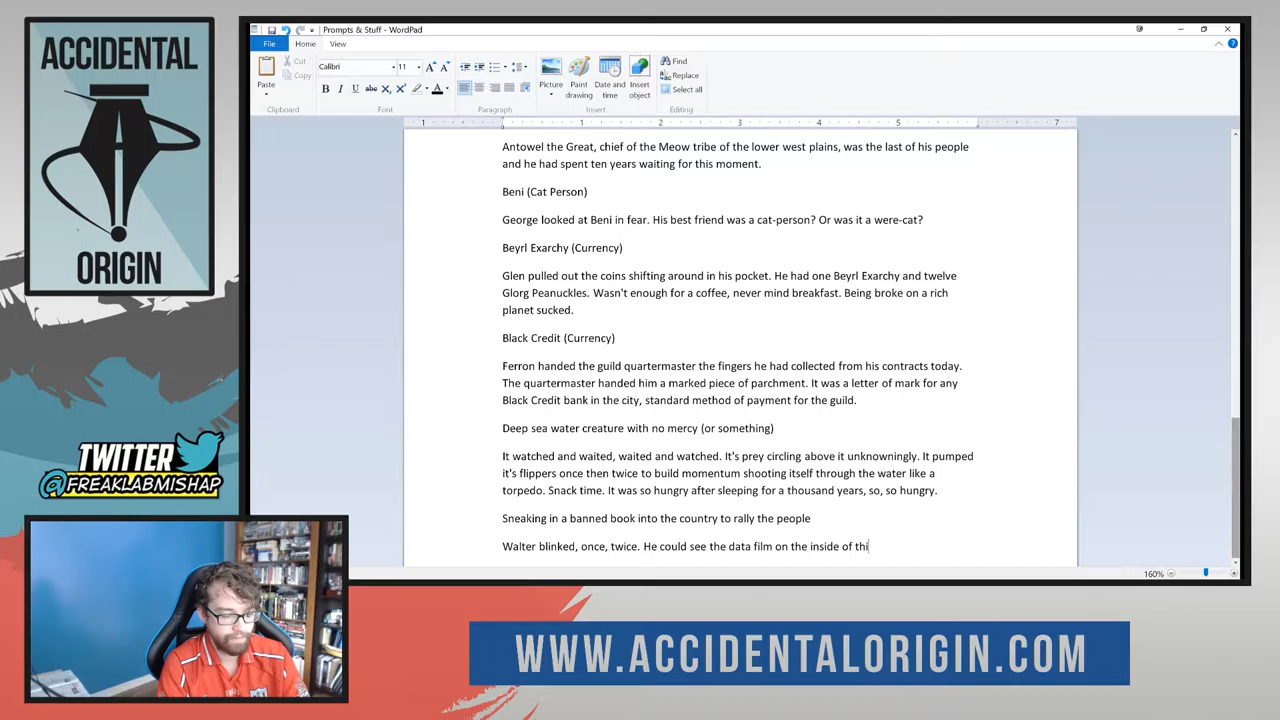 ACCIDENTAL
ORIGIN
TWITTER
@FREAKLABMISHAP
Prompts & Stuff - WordPad
File
Home
View
Paste
Cut
Copy
Clipboard
Calibri
11
Font
Paragraph
Picture
Paint
drawing
Date and
time
Insert
object
Insert
Find
Replace
Select all
Editing
1 1 2 3 4 5 7
Antowel the Great, chief of the Meow tribe of the lower west plains, was the last of his people
and he had spent ten years waiting for this moment.
Beni (Cat Person)
George looked at Beni in fear. His best friend was a cat-person? Or was it a were-cat?
Beyrl Exarchy (Currency)
Glen pulled out the coins shifting around in his pocket. He had one Beyrl Exarchy and twelve
Glorg Peanuckles. Wasn't enough for a coffee, never mind breakfast. Being broke on a rich
planet sucked.
Black Credit (Currency)
Ferron handed the guild quartermaster the fingers he had collected from his contracts today.
The quartermaster handed him a marked piece of parchment. It was a letter of mark for any
Black Credit bank in the city, standard method of payment for the guild.
Deep sea water creature with no mercy (or something)
It watched and waited, waited and watched. It's prey circling above it unknowningly. It pumped
it's flippers once then twice to build momentum shooting itself through the water like a
torpedo. Snack time. It was so hungry after sleeping for a thousand years, so, so hungry.
Sneaking in a banned book into the country to rally the people
Walter blinked, once, twice. He could see the data film on the inside of thi
160%
WWW.ACCIDENTALORIGIN.COM